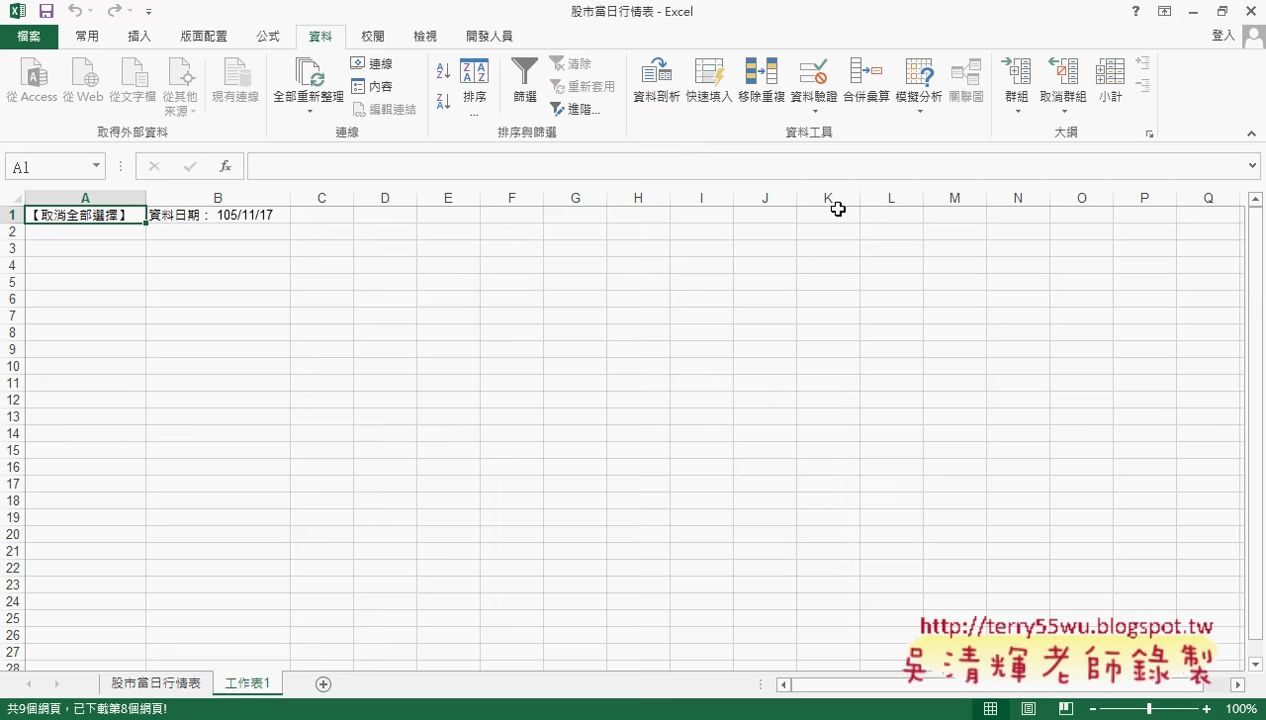 股市當日行情表 - Excel
?
檔案 常用 插入 版面配置 公式 資料 校閱 檢視 開發人員 登入
從 Access 從 Web 從文字檔 從其他來源 現有連線 全部重新整理 連線 內容 編輯連結 排序... 篩選 清除 重新套用 進階... 資料剖析 快速填入 移除重複 資料驗證 合併彙算 模擬分析 關聯圖 群組 取消群組 小計
取得外部資料 連線 排序與篩選 資料工具 大綱
A1 fx
A B C D E F G H I J K L M N O P Q
1 【取消全部選擇】 資料日期： 105/11/17
2
3
4
5
6
7
8
9
10
11
12
13
14
15
16
17
18
19
20
21
22
23
24
25
26
27
28
http://terry55wu.blogspot.tw
吳清輝老師錄製
股市當日行情表 工作表1
共9個網頁，已下載第8個網頁! 100%